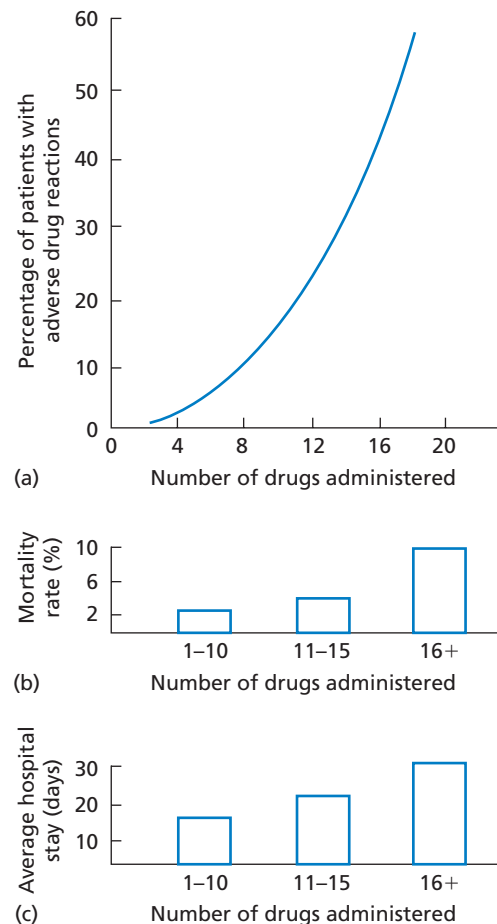 60
50
40
30
20
10
0
Percentage of patients with
adverse drug reactions
0 4 8 12 16 20
(a) Number of drugs administered
10
6
2
Mortality
rate (%)
1–10 11–15 16+
(b) Number of drugs administered
30
20
10
Average hospital
stay (days)
1–10 11–15 16+
(c) Number of drugs administered